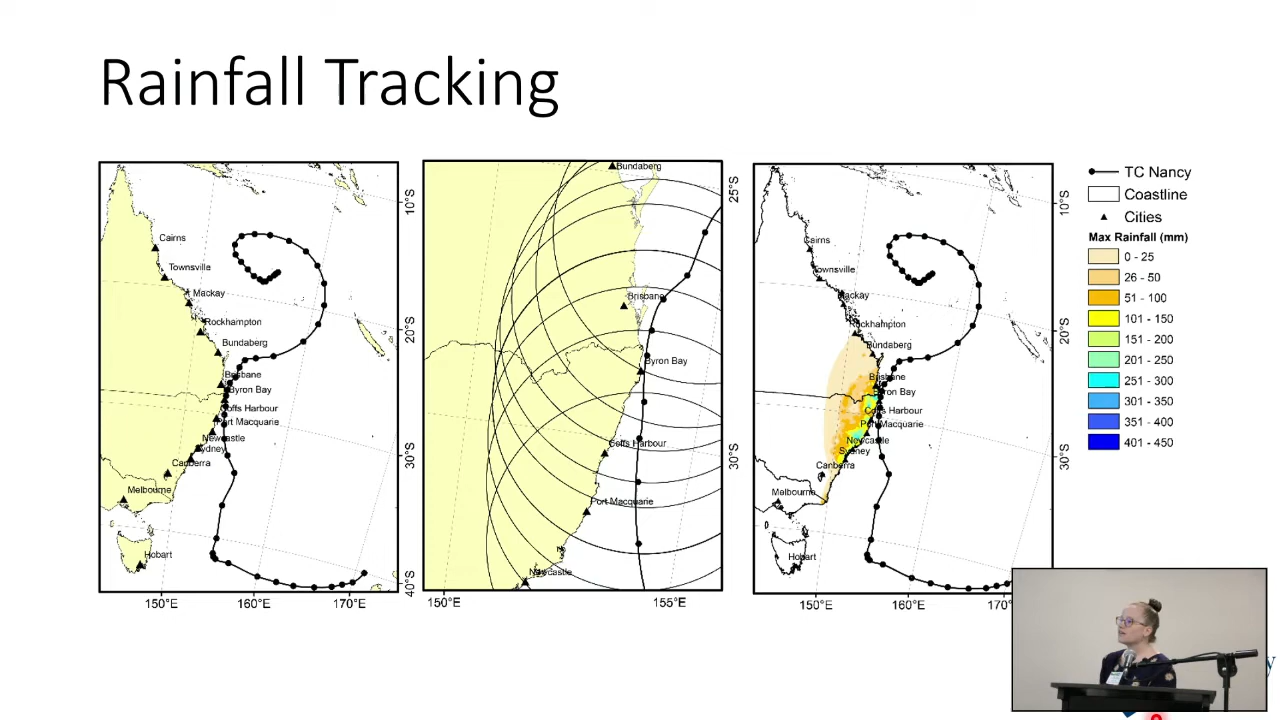 Rainfall Tracking
Cairns
Townsville
Mackay
Rockhampton
Bundaberg
Brisbane
Byron Bay
Coffs Harbour
Port Macquarie
Newcastle
Sydney
Canberra
Melbourne
Hobart
10°S
20°S
30°S
40°S
150°E
160°E
170°E
Bundaberg
Brisbane
Byron Bay
Coffs Harbour
Port Macquarie
Newcastle
25°S
30°S
150°E
155°E
Cairns
Townsville
Mackay
Rockhampton
Bundaberg
Brisbane
Byron Bay
Coffs Harbour
Port Macquarie
Newcastle
Sydney
Canberra
Melbourne
Hobart
10°S
20°S
30°S
150°E
160°E
TC Nancy
Coastline
Cities
Max Rainfall (mm)
0 - 25
26 - 50
51 - 100
101 - 150
151 - 200
201 - 250
251 - 300
301 - 350
351 - 400
401 - 450